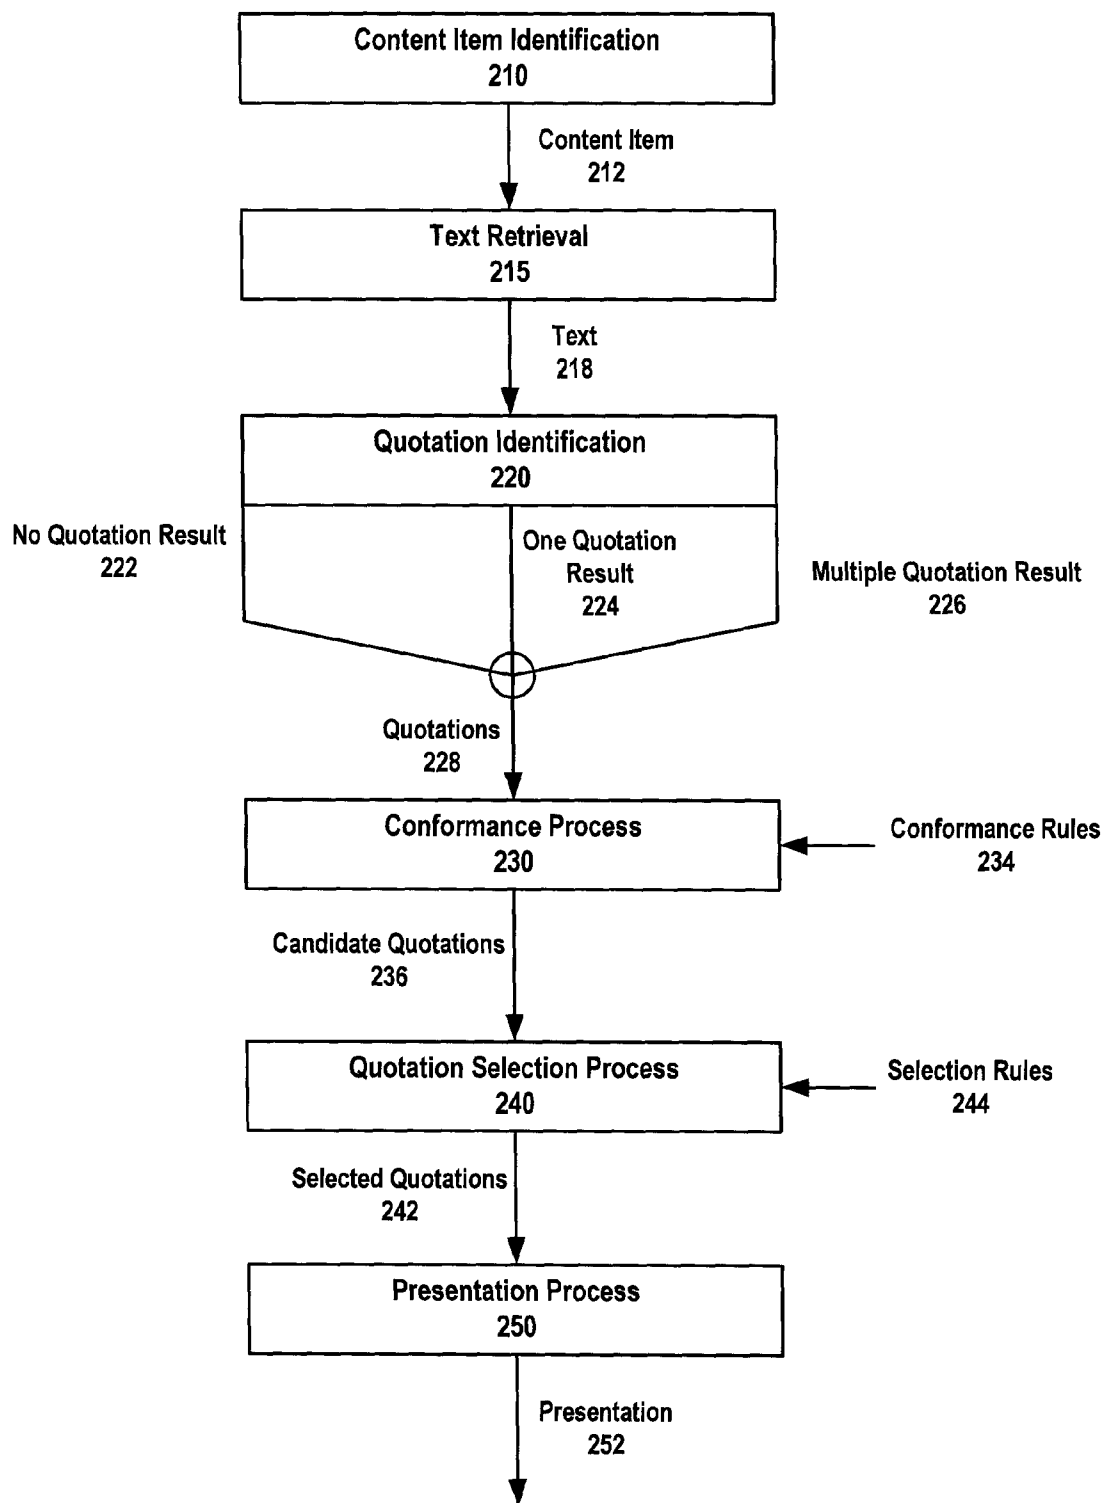 Content Item Identification
210
Content Item
212
Text Retrieval
215
Text
218
Quotation Identification
220
No Quotation Result
222
One Quotation
Result
224
Multiple Quotation Result
226
Quotations
228
Conformance Process
230
Conformance Rules
234
Candidate Quotations
236
Quotation Selection Process
240
Selection Rules
244
Selected Quotations
242
Presentation Process
250
Presentation
252